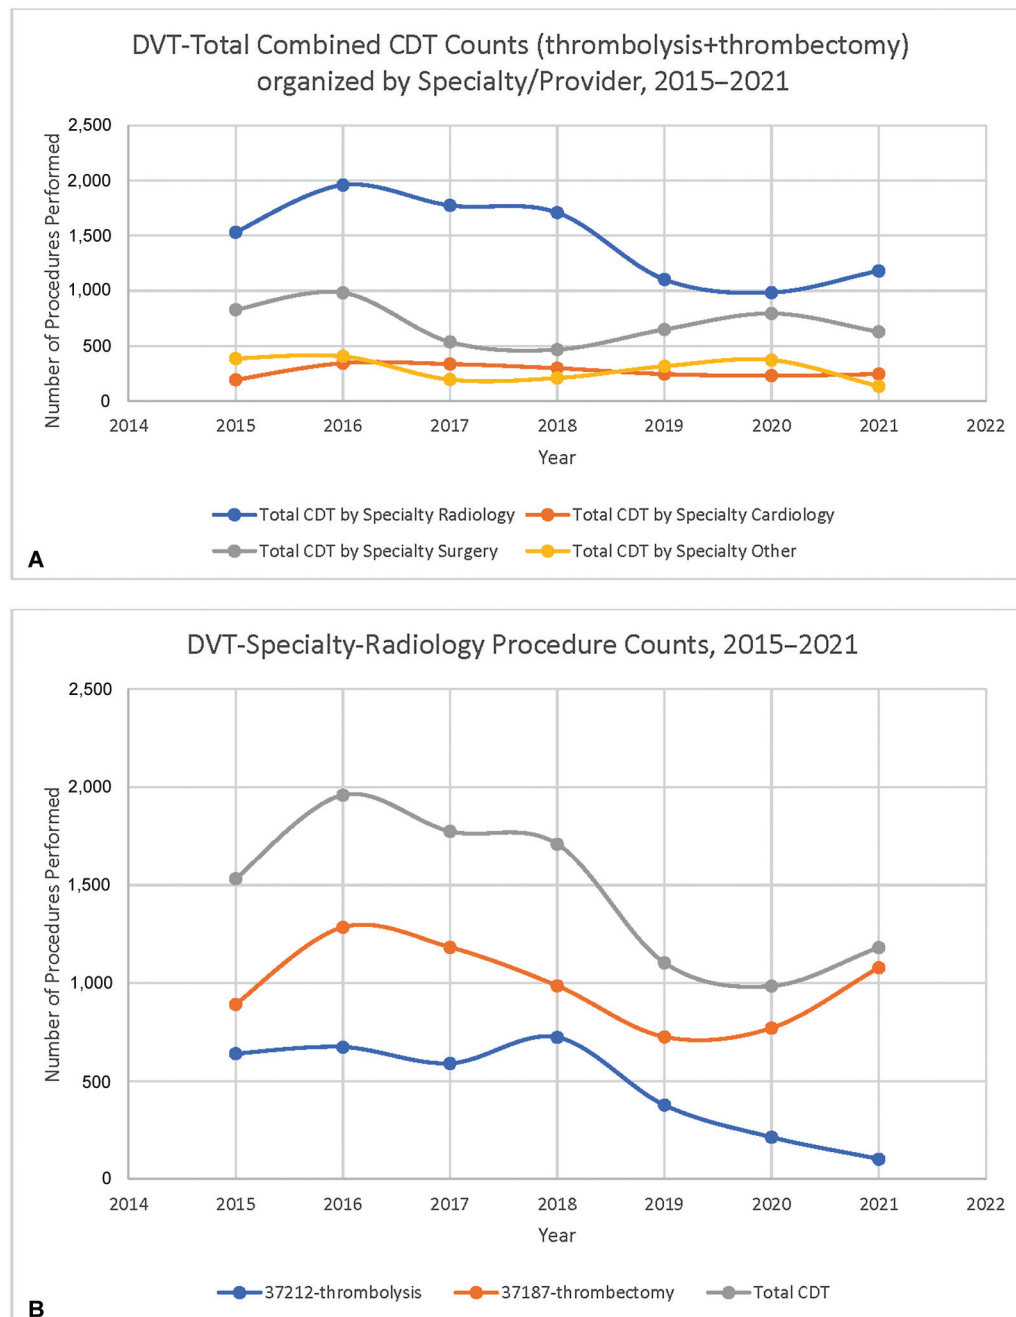 DVT-Total Combined CDT Counts (thrombolysis+thrombectomy)
organized by Specialty/Provider, 2015–2021
Number of Procedures Performed
2,500
2,000
1,500
1,000
500
0
2014 2015 2016 2017 2018 2019 2020 2021 2022
Year
Total CDT by Specialty Radiology Total CDT by Specialty Cardiology
Total CDT by Specialty Surgery Total CDT by Specialty Other
A
DVT-Specialty-Radiology Procedure Counts, 2015–2021
Number of Procedures Performed
2,500
2,000
1,500
1,000
500
0
2014 2015 2016 2017 2018 2019 2020 2021 2022
Year
37212-thrombolysis 37187-thrombectomy Total CDT
B